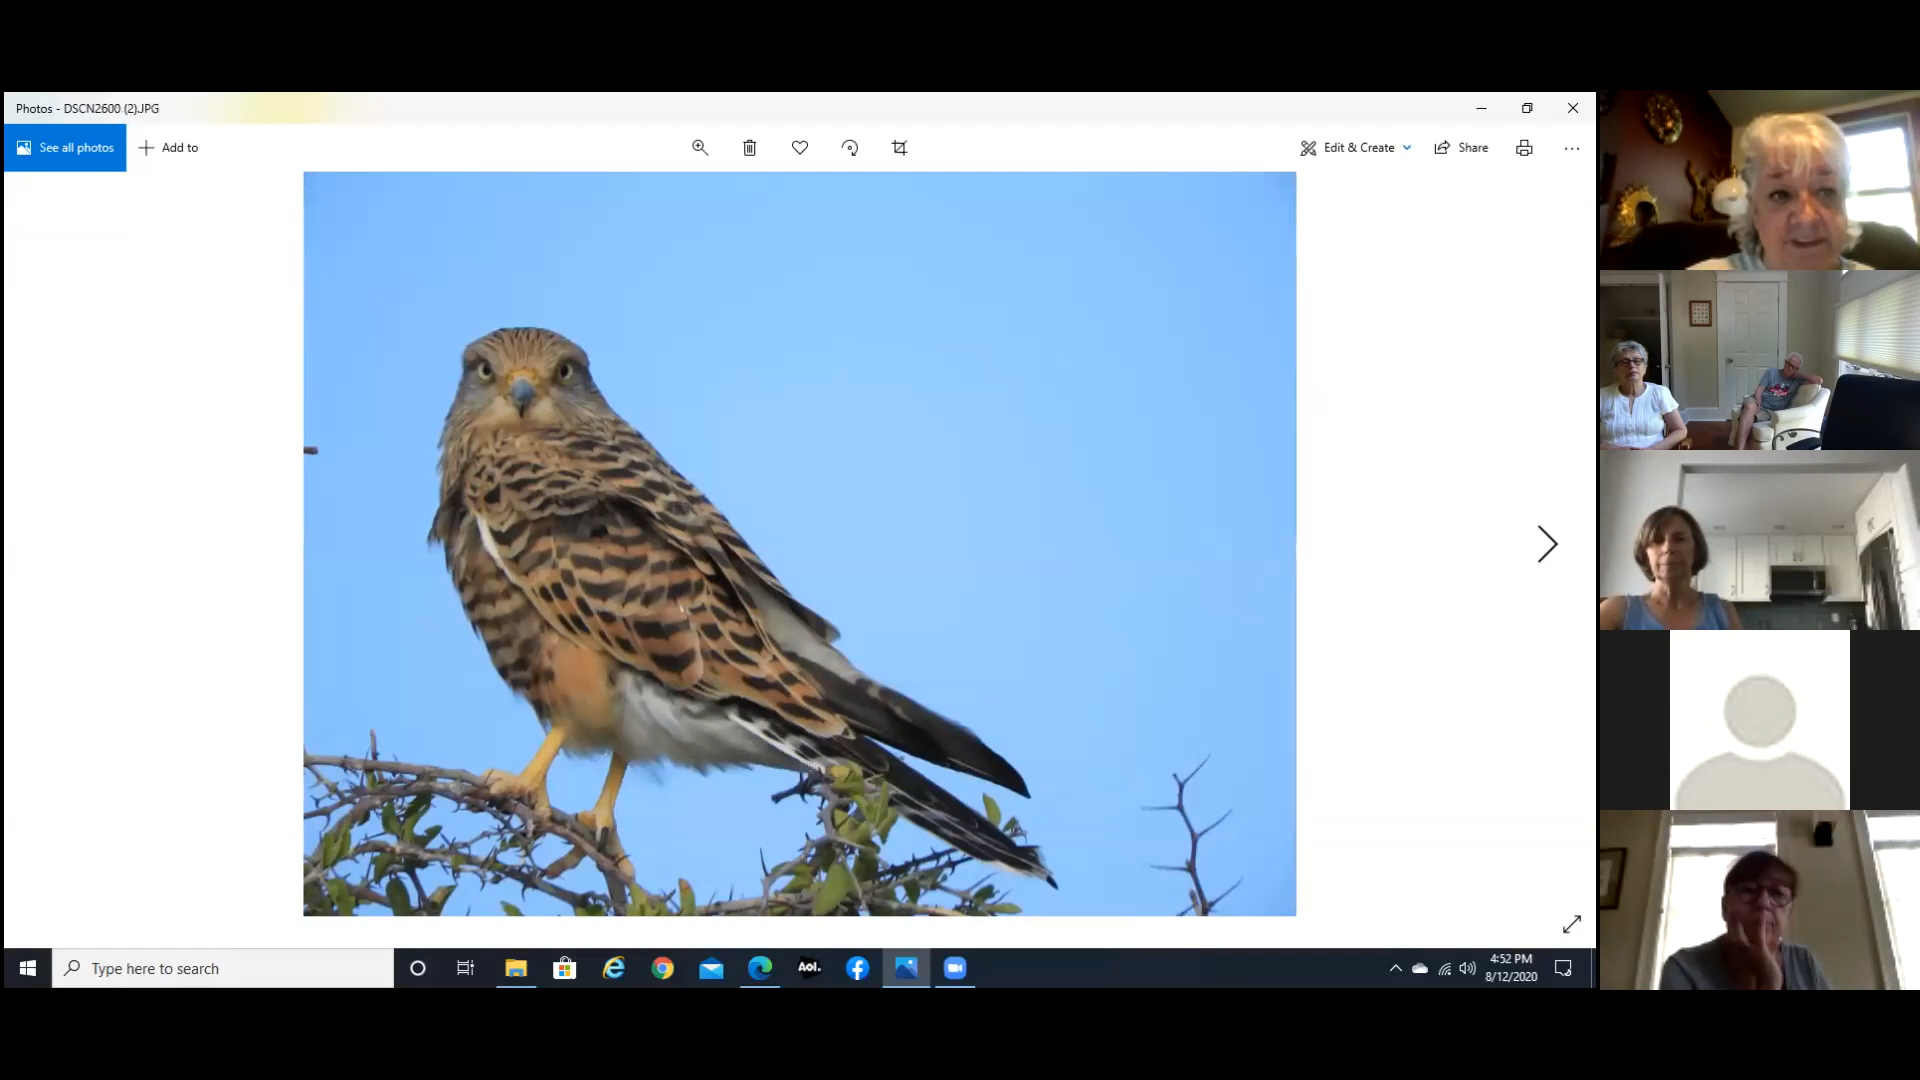 Photos - DSCN2600 (2).JPG
See all photos
Add to
Edit & Create
Share
Type here to search
Aol.
4:52 PM
8/12/2020